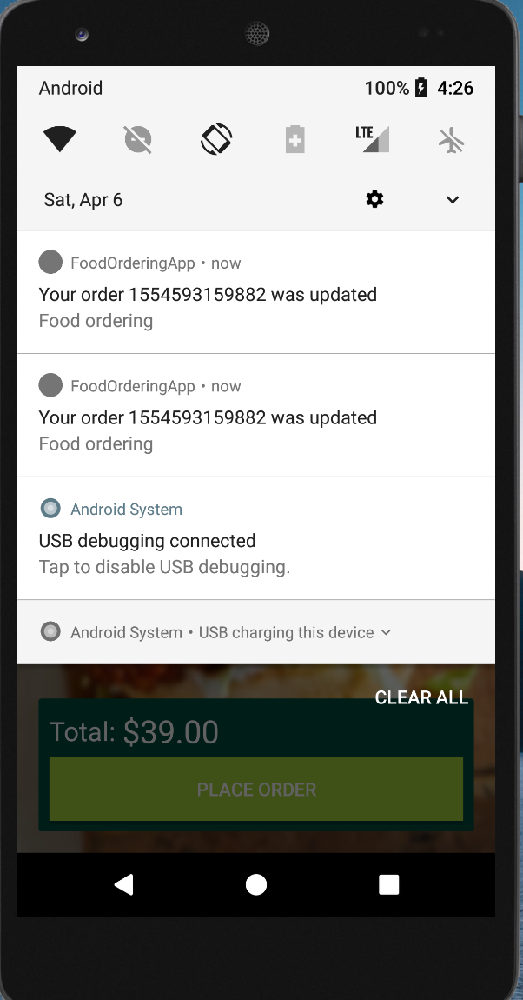 Android 100% 4:26
LTE
Sat, Apr 6
FoodOrderingApp • now
Your order 1554593159882 was updated
Food ordering
FoodOrderingApp • now
Your order 1554593159882 was updated
Food ordering
Android System
USB debugging connected
Tap to disable USB debugging.
Android System • USB charging this device
CLEAR ALL
Total: $39.00
PLACE ORDER